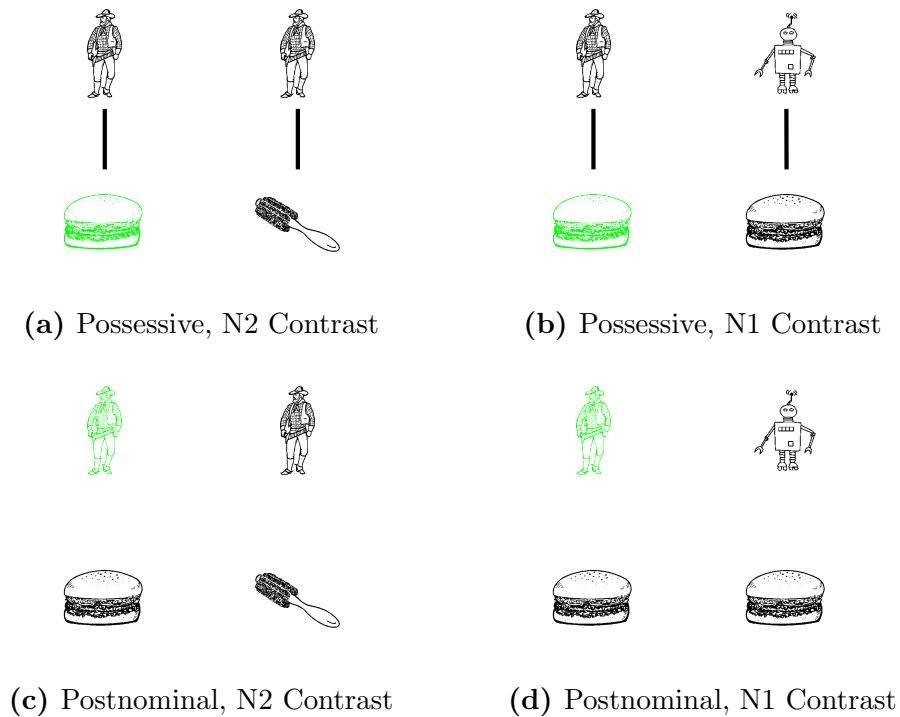 (a) Possessive, N2 Contrast
(b) Possessive, N1 Contrast
(c) Postnominal, N2 Contrast
(d) Postnominal, N1 Contrast